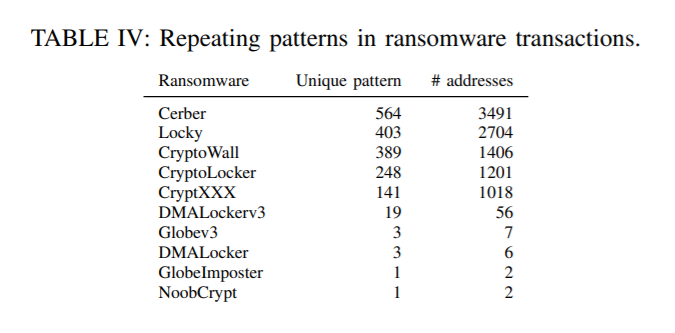 TABLE IV: Repeating patterns in ransomware transactions.
Ransomware Unique pattern # addresses
Cerber 564 3491
Locky 403 2704
CryptoWall 389 1406
CryptoLocker 248 1201
CryptXXX 141 1018
DMALockerv3 19 56
Globev3 3 7
DMALocker 3 6
GlobeImposter 1 2
NoobCrypt 1 2